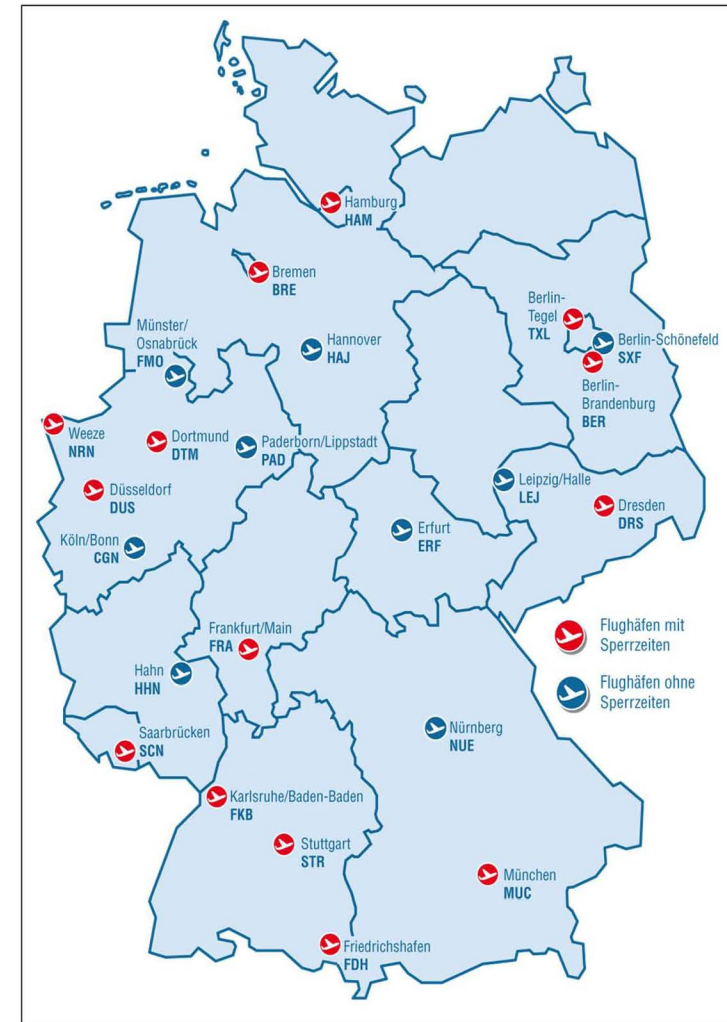 Hamburg
HAM
Bremen
BRE
Berlin-
Tegel
TXL
Münster/
Osnabrück
FMO
Hannover
HAJ
Berlin-Schönefeld
SXF
Berlin-
Brandenburg
BER
Weeze
NRN
Dortmund
DTM
Paderborn/Lippstadt
PAD
Düsseldorf
DUS
Leipzig/Halle
LEJ
Dresden
DRS
Köln/Bonn
CGN
Erfurt
ERF
Frankfurt/Main
FRA
Flughäfen mit
Sperrzeiten
Hahn
HHN
Flughäfen ohne
Sperrzeiten
Saarbrücken
SCN
Nürnberg
NUE
Karlsruhe/Baden-Baden
FKB
Stuttgart
STR
München
MUC
Friedrichshafen
FDH